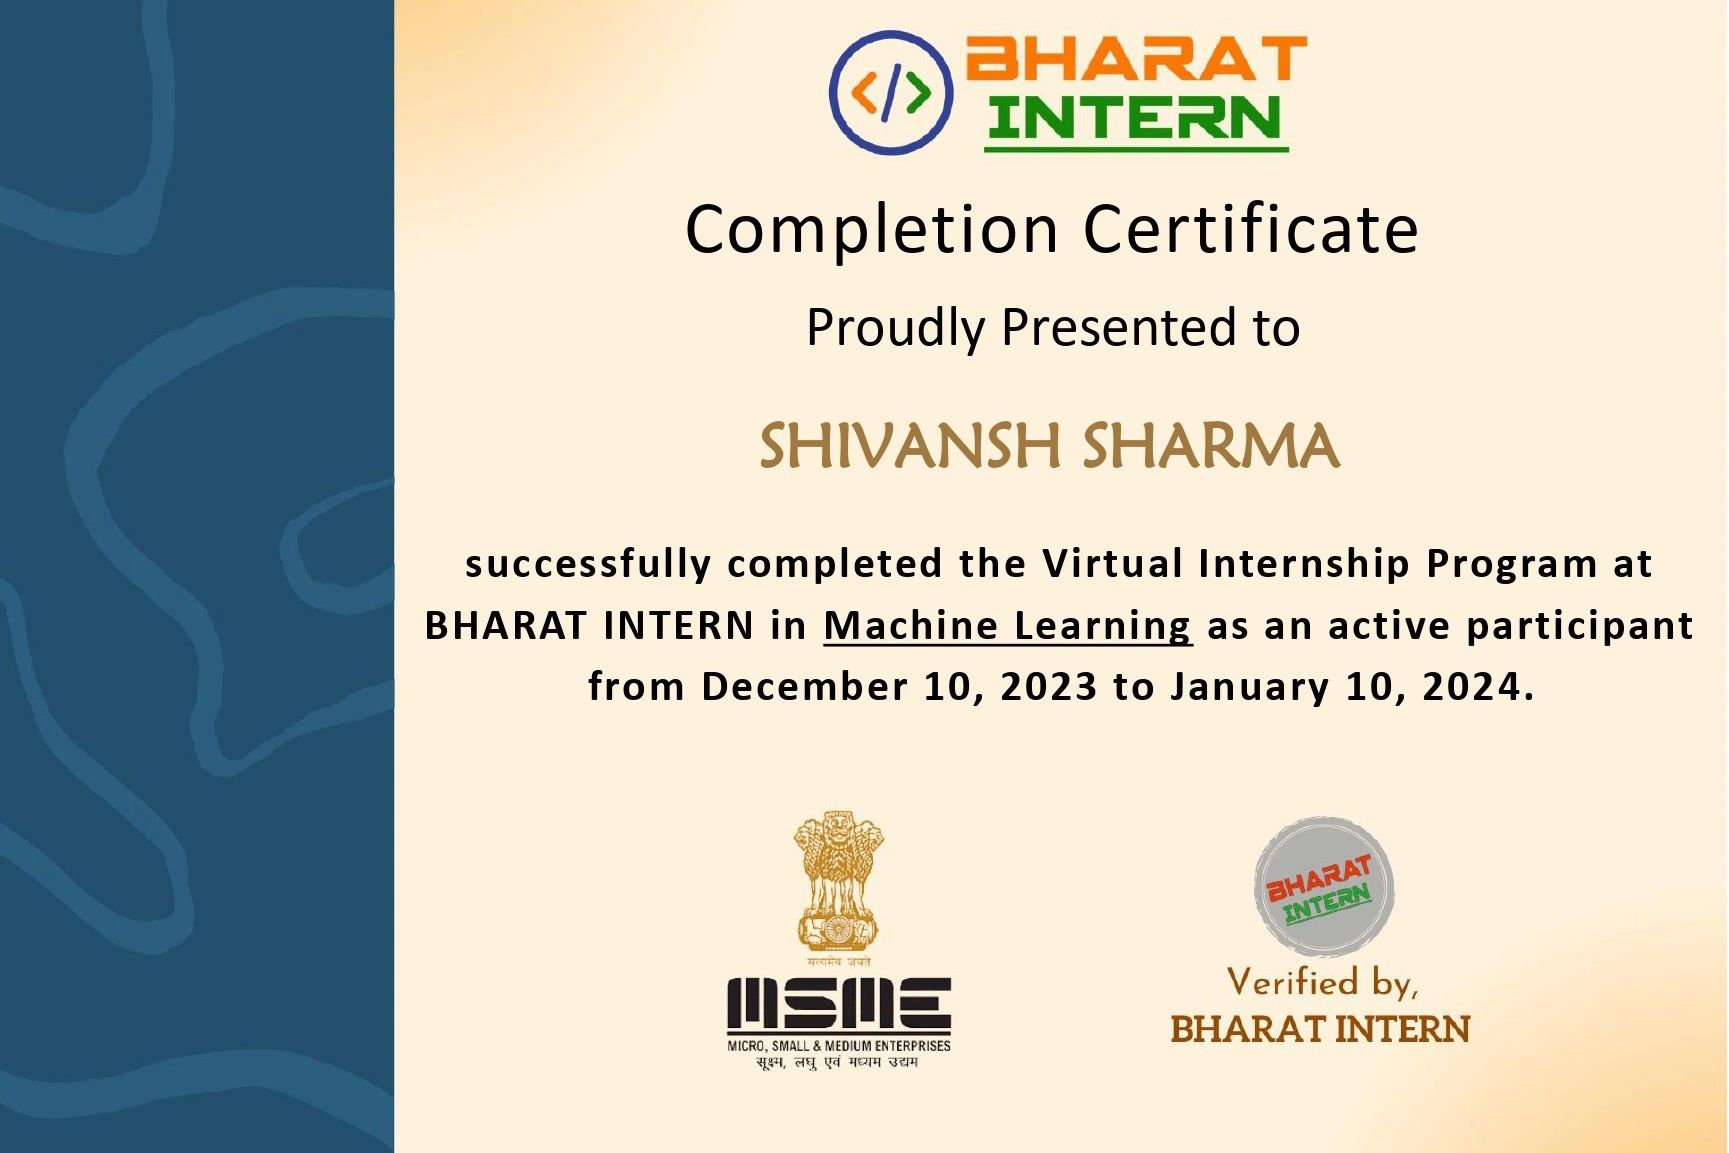 BHARAT
INTERN
Completion Certificate
Proudly Presented to
SHIVANSH SHARMA
successfully completed the Virtual Internship Program at
BHARAT INTERN in Machine Learning as an active participant
from December 10, 2023 to January 10, 2024.
सत्यमेव जयते
MSME
MICRO, SMALL & MEDIUM ENTERPRISES
सूक्ष्म, लघु एवं मध्यम उद्यम
BHARAT
INTERN
Verified by,
BHARAT INTERN